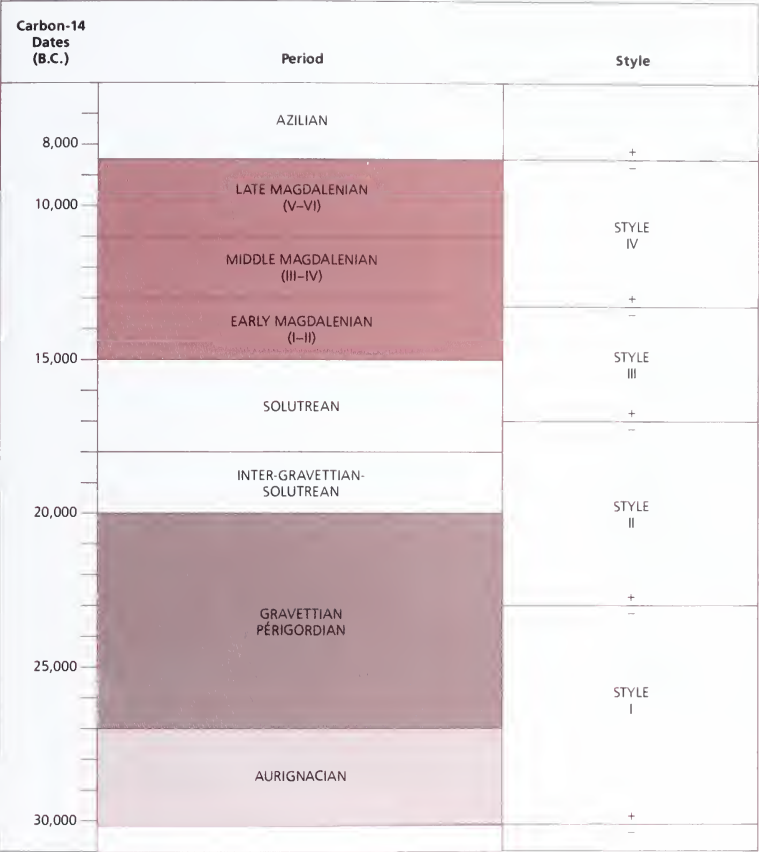 Carbon-14
Dates
(B.C.)
Period
Style
AZILIAN
8,000
+
–
LATE MAGDALENIAN
(V–VI)
10,000
STYLE
IV
MIDDLE MAGDALENIAN
(III–IV)
+
–
EARLY MAGDALENIAN
(I–II)
15,000
STYLE
III
SOLUTREAN
+
–
INTER-GRAVETTIAN-
SOLUTREAN
20,000
STYLE
II
+
–
GRAVETTIAN
PÉRIGORDIAN
25,000
STYLE
I
AURIGNACIAN
30,000
+
–